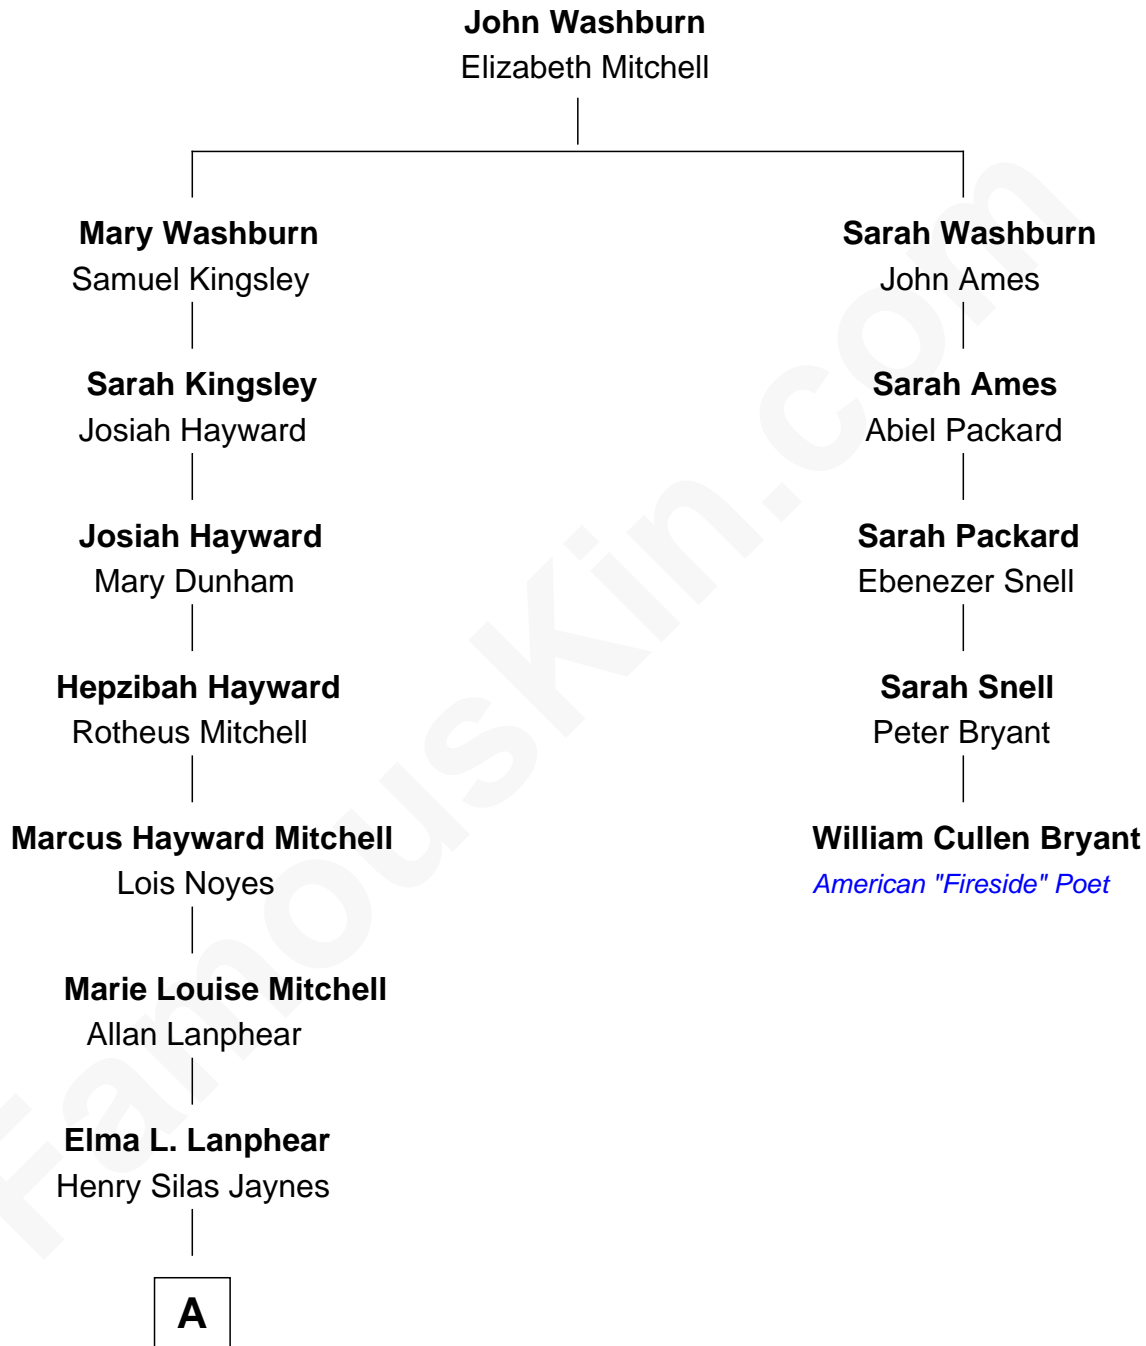 John Washburn
Elizabeth Mitchell
Mary Washburn
Samuel Kingsley
Sarah Washburn
John Ames
Sarah Kingsley
Josiah Hayward
Sarah Ames
Abiel Packard
Josiah Hayward
Mary Dunham
Sarah Packard
Ebenezer Snell
Hepzibah Hayward
Rotheus Mitchell
Sarah Snell
Peter Bryant
Marcus Hayward Mitchell
Lois Noyes
William Cullen Bryant
American "Fireside" Poet
Marie Louise Mitchell
Allan Lanphear
Elma L. Lanphear
Henry Silas Jaynes
A
FamousKin.com